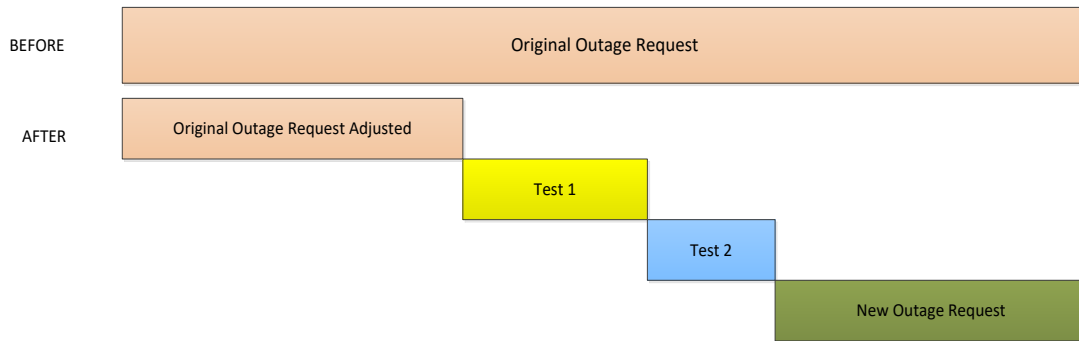 BEFORE
Original Outage Request
AFTER
Original Outage Request Adjusted
Test 1
Test 2
New Outage Request